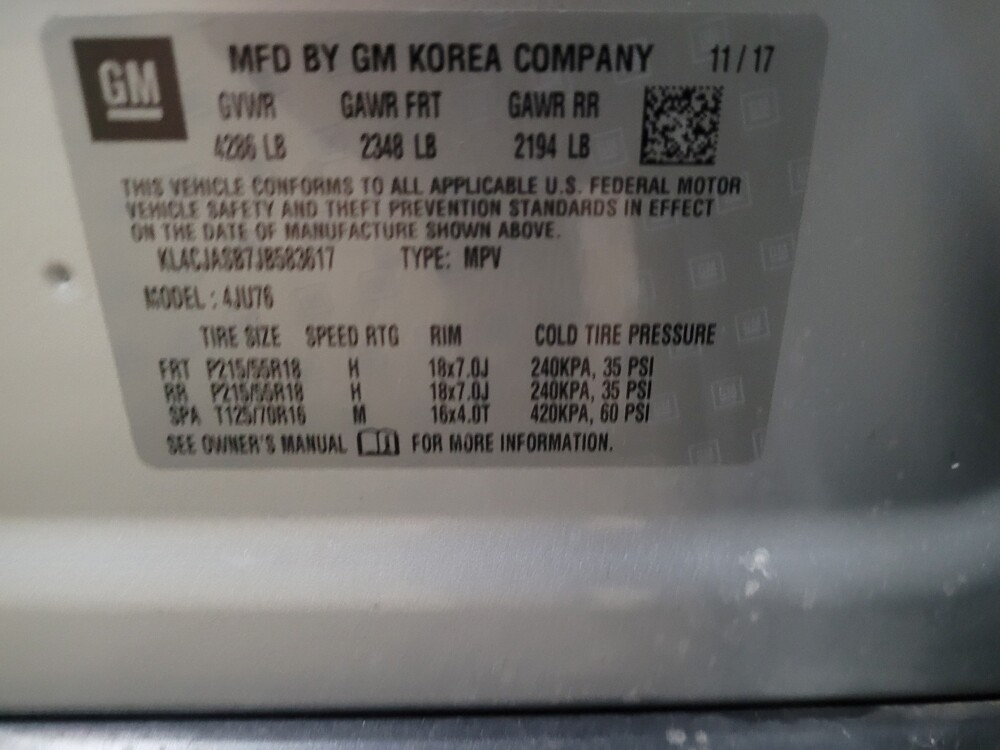 GM MFD BY GM KOREA COMPANY 11/17
GVWR GAWR FRT GAWR RR
4286 LB 2348 LB 2194 LB
THIS VEHICLE CONFORMS TO ALL APPLICABLE U.S. FEDERAL MOTOR
VEHICLE SAFETY AND THEFT PREVENTION STANDARDS IN EFFECT
ON THE DATE OF MANUFACTURE SHOWN ABOVE.
KL4CJASB7JB583617 TYPE: MPV
MODEL : 4JU76
TIRE SIZE SPEED RTG RIM COLD TIRE PRESSURE
FRT P215/55R18 H 18x7.0J 240KPA, 35 PSI
RR P215/55R18 H 18x7.0J 240KPA, 35 PSI
SPA T125/70R16 M 16x4.0T 420KPA, 60 PSI
SEE OWNER'S MANUAL FOR MORE INFORMATION.